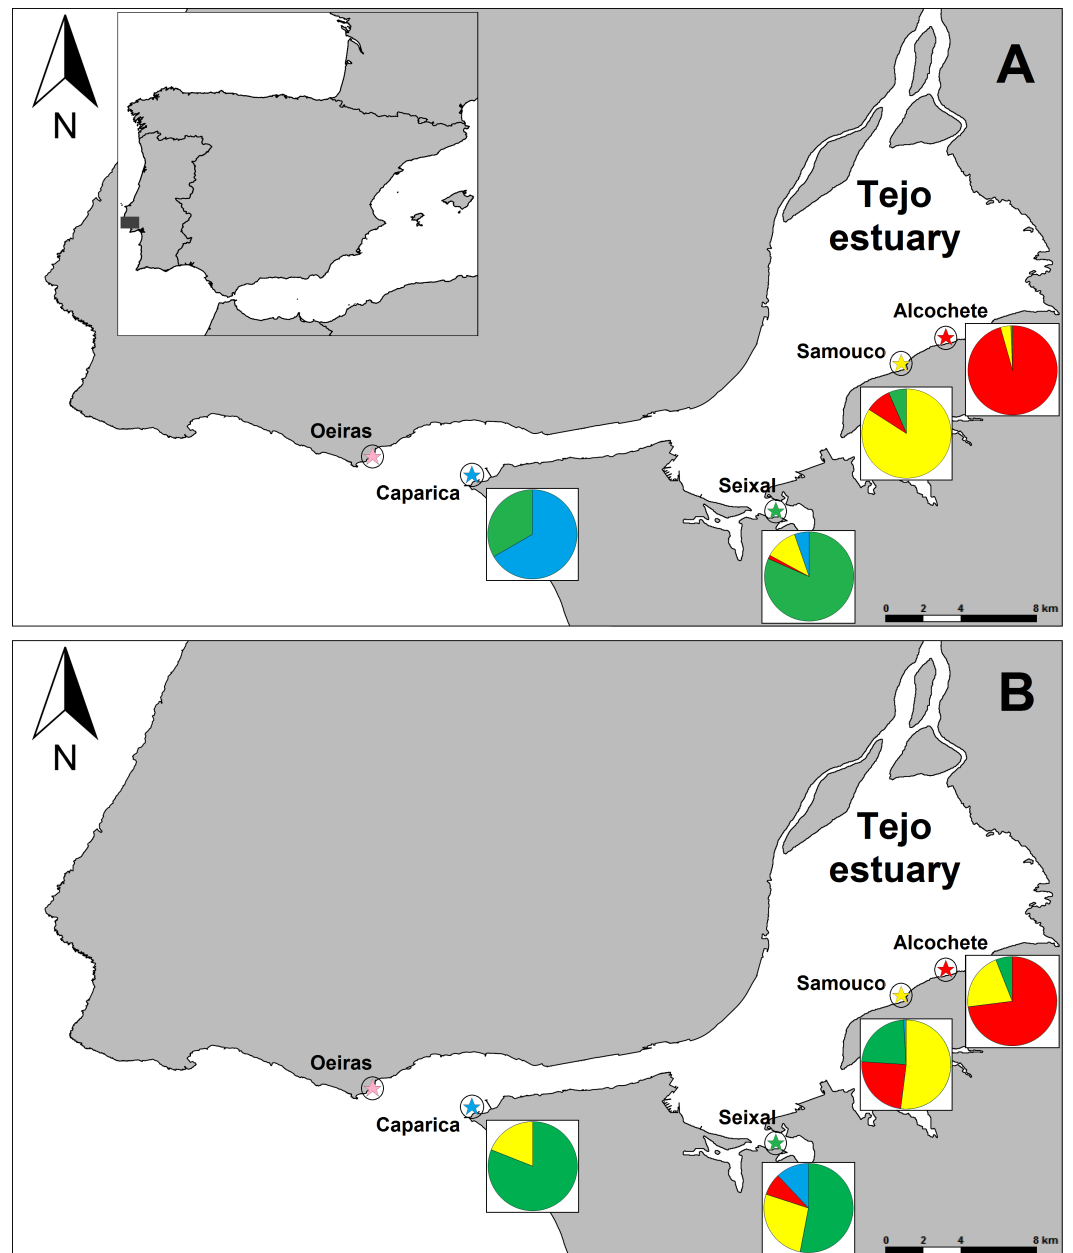 A
N
Tejo
estuary
Alcochete
Samouco
Oeiras
Caparica
Seixal
0 2 4 8 km
B
N
Tejo
estuary
Alcochete
Samouco
Oeiras
Caparica
Seixal
0 2 4 8 km